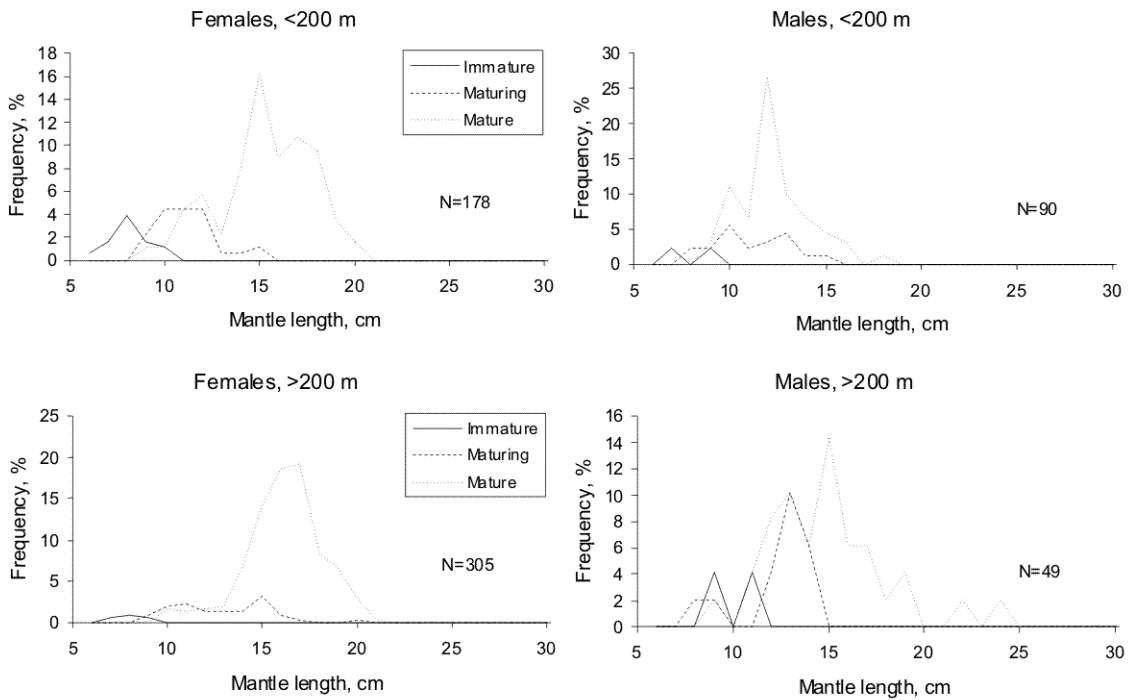 Females, <200 m
Frequency, %
18
16
14
12
10
8
6
4
2
0
Immature
Maturing
Mature
N=178
5
10
15
20
25
30
Mantle length, cm
Males, <200 m
Frequency, %
30
25
20
15
10
5
0
N=90
5
10
15
20
25
30
Mantle length, cm
Females, >200 m
Frequency, %
25
20
15
10
5
0
Immature
Maturing
Mature
N=305
5
10
15
20
25
30
Mantle length, cm
Males, >200 m
Frequency, %
16
14
12
10
8
6
4
2
0
N=49
5
10
15
20
25
30
Mantle length, cm